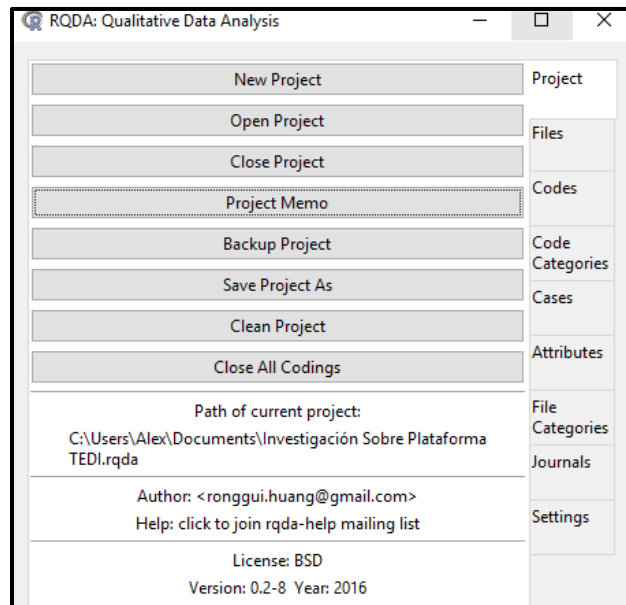 RQDA: Qualitative Data Analysis
New Project
Open Project
Close Project
Project Memo
Backup Project
Save Project As
Clean Project
Close All Codings
Path of current project:
C:\Users\Alex\Documents\Investigación Sobre Plataforma
TEDI.rqda
Author: <ronggui.huang@gmail.com>
Help: click to join rqda-help mailing list
License: BSD
Version: 0.2-8 Year: 2016
Project
Files
Codes
Code
Categories
Cases
Attributes
File
Categories
Journals
Settings